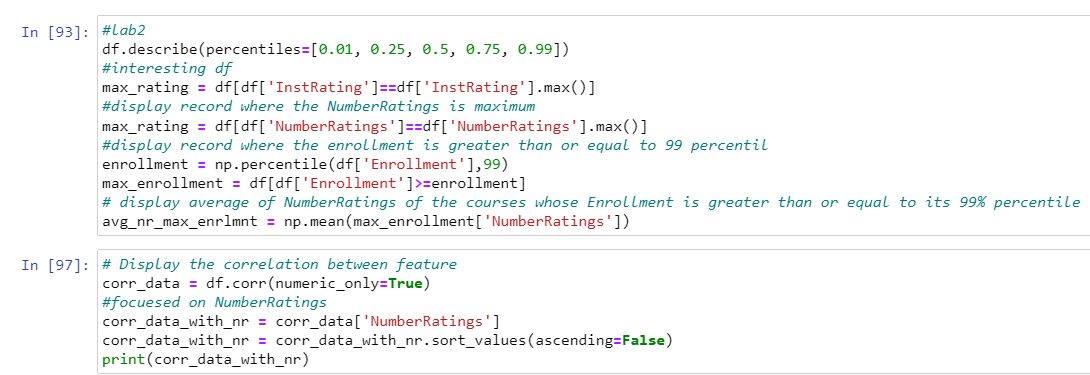 In [93]: #lab2
df.describe(percentiles=[0.01, 0.25, 0.5, 0.75, 0.99])
#interesting df
max_rating = df[df['InstRating']==df['InstRating'].max()]
#display record where the NumberRatings is maximum
max_rating = df[df['NumberRatings']==df['NumberRatings'].max()]
#display record where the enrollment is greater than or equal to 99 percentil
enrollment = np.percentile(df['Enrollment'],99)
max_enrollment = df[df['Enrollment']>=enrollment]
# display average of NumberRatings of the courses whose Enrollment is greater than or equal to its 99% percentile
avg_nr_max_enrlmnt = np.mean(max_enrollment['NumberRatings'])
In [97]: # Display the correlation between feature
corr_data = df.corr(numeric_only=True)
#focuesed on NumberRatings
corr_data_with_nr = corr_data['NumberRatings']
corr_data_with_nr = corr_data_with_nr.sort_values(ascending=False)
print(corr_data_with_nr)